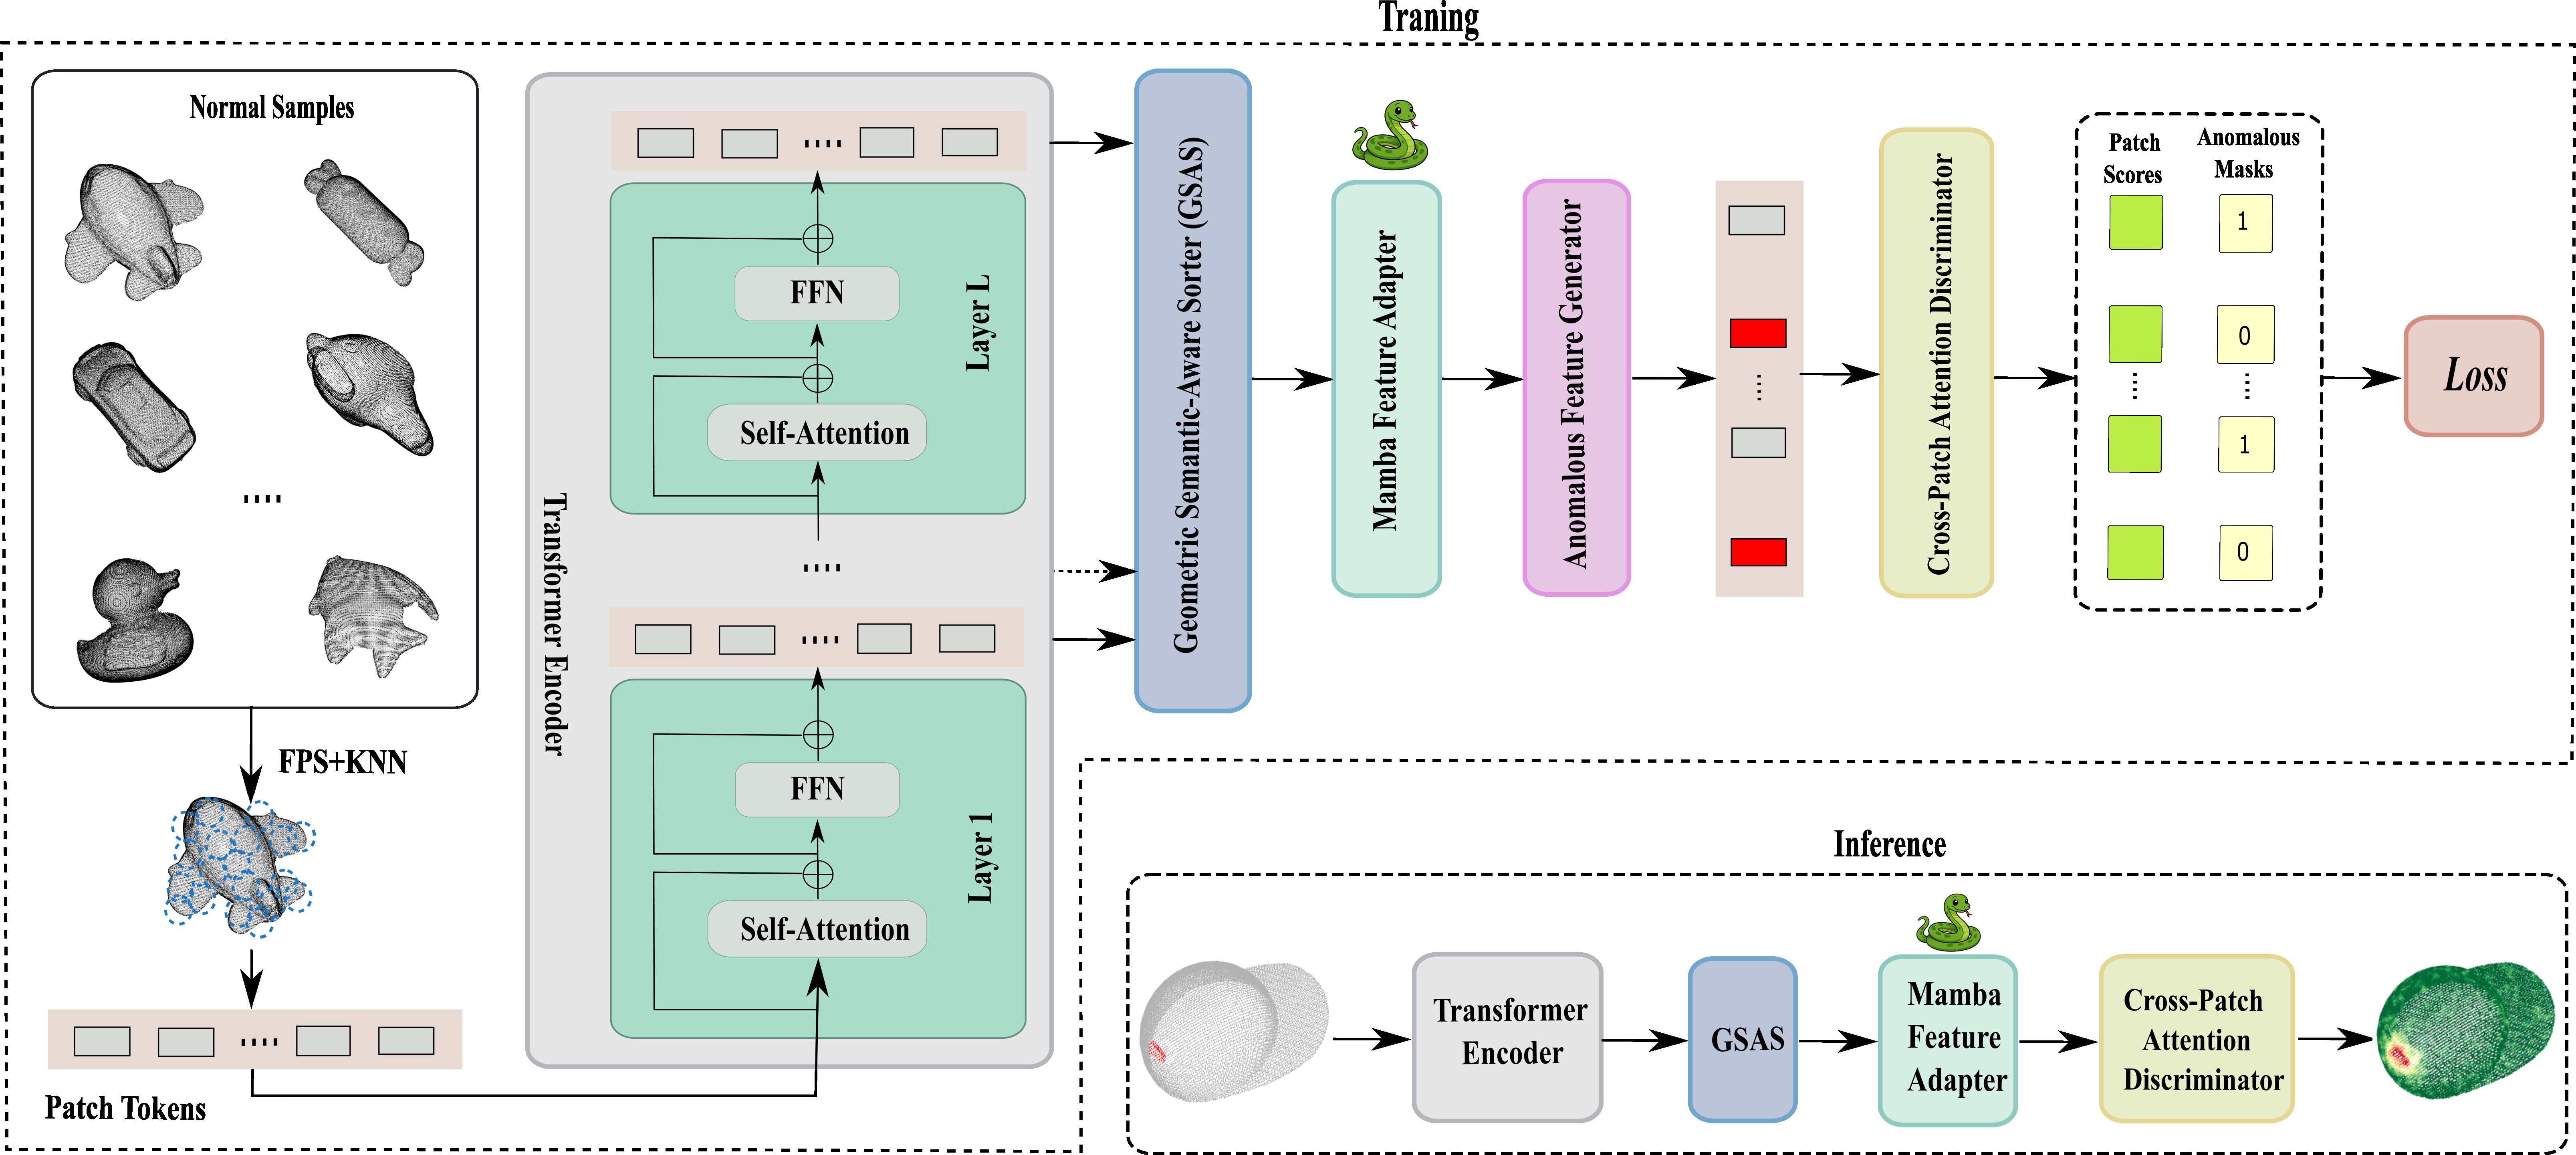 Traning
Normal Samples
....
FPS+KNN
....
Patch Tokens
Transformer Encoder
....
FFN
Self-Attention
Layer L
....
....
FFN
Self-Attention
Layer 1
Geometric Semantic-Aware Sorter (GSAS)
Mamba Feature Adapter
Anomalous Feature Generator
....
Cross-Patch Attention Discriminator
Patch
Scores
Anomalous
Masks
1
0
....
....
1
0
Loss
Inference
Transformer
Encoder
GSAS
Mamba
Feature
Adapter
Cross-Patch
Attention
Discriminator